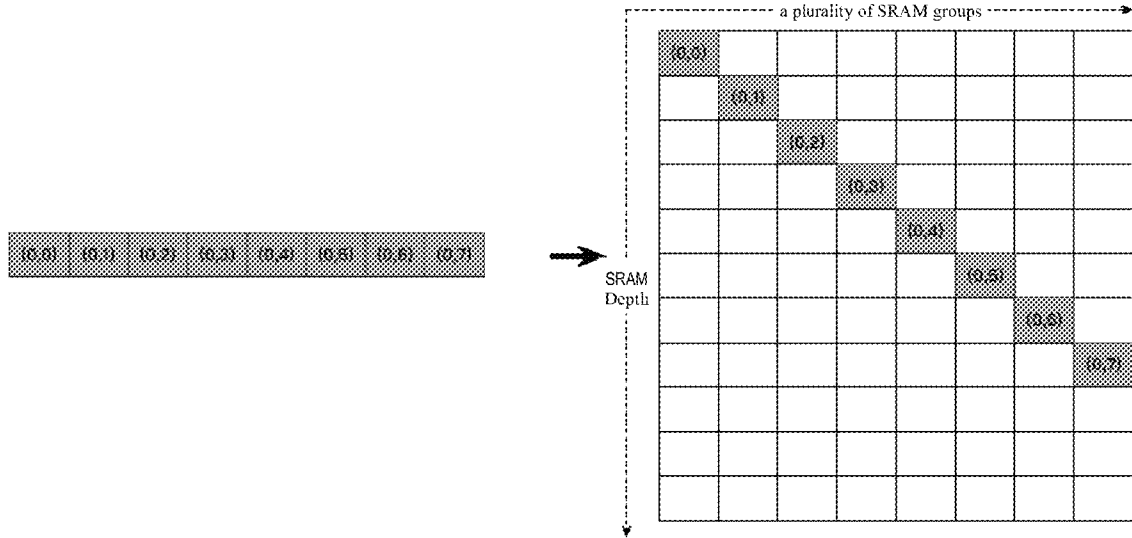 a plurality of SRAM groups
(0,0)
(0,1)
(0,2)
(0,3)
(0,4)
(0,0) (0,1) (0,2) (0,3) (0,4) (0,5) (0,6) (0,7)
(0,5)
SRAM
Depth
(0,6)
(0,7)